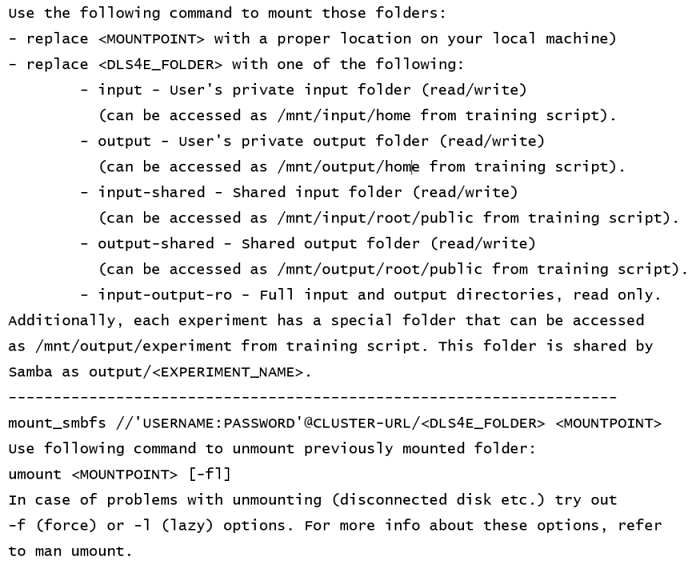 Use the following command to mount those folders:
- replace <MOUNTPOINT> with a proper location on your local machine)
- replace <DLS4E_FOLDER> with one of the following:
- input - User's private input folder (read/write)
(can be accessed as /mnt/input/home from training script).
- output - User's private output folder (read/write)
(can be accessed as /mnt/output/home from training script).
- input-shared - Shared input folder (read/write)
(can be accessed as /mnt/input/root/public from training script).
- output-shared - Shared output folder (read/write)
(can be accessed as /mnt/output/root/public from training script).
- input-output-ro - Full input and output directories, read only.
Additionally, each experiment has a special folder that can be accessed
as /mnt/output/experiment from training script. This folder is shared by
Samba as output/<EXPERIMENT_NAME>.
--------------------------------------------------------------------
mount_smbfs //'USERNAME:PASSWORD'@CLUSTER-URL/<DLS4E_FOLDER> <MOUNTPOINT>
Use following command to unmount previously mounted folder:
umount <MOUNTPOINT> [-fl]
In case of problems with unmounting (disconnected disk etc.) try out
-f (force) or -l (lazy) options. For more info about these options, refer
to man umount.